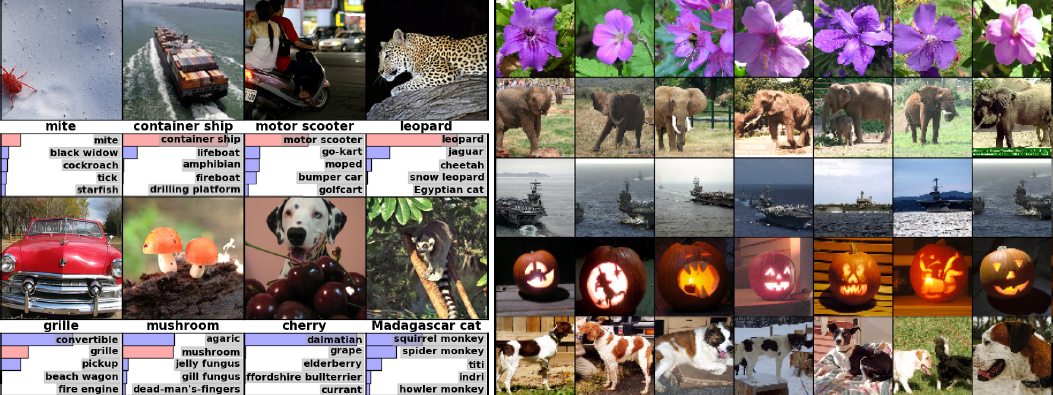 mite
container ship
motor scooter
leopard
mite
black widow
cockroach
tick
starfish
container ship
lifeboat
amphibian
fireboat
drilling platform
motor scooter
go-kart
moped
bumper car
golfcart
leopard
jaguar
cheetah
snow leopard
Egyptian cat
grille
mushroom
cherry
Madagascar cat
convertible
grille
pickup
beach wagon
fire engine
agaric
mushroom
jelly fungus
gill fungus
dead-man's-fingers
dalmatian
grape
elderberry
ffordshire bullterrier
currant
squirrel monkey
spider monkey
titi
indri
howler monkey